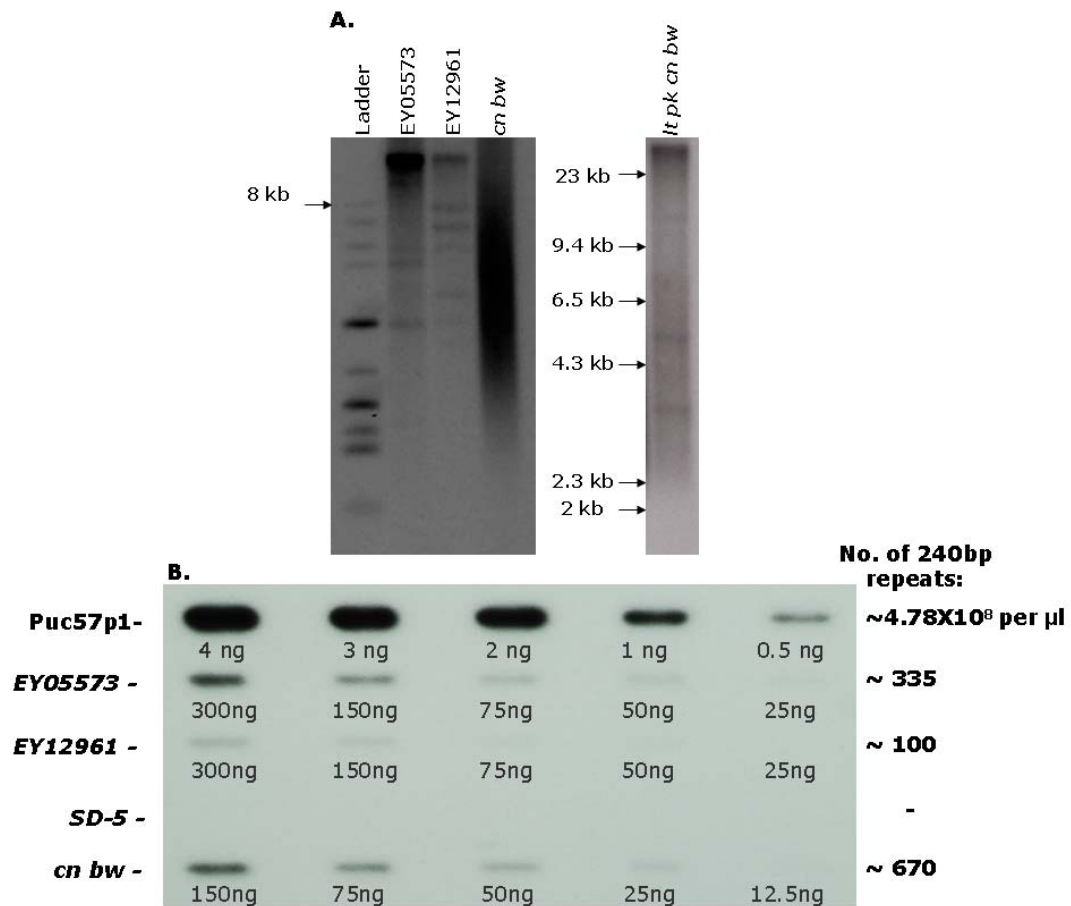 A.
Ladder
EY05573
EY12961
cn bw
lt pk cn bw
8 kb
23 kb
9.4 kb
6.5 kb
4.3 kb
2.3 kb
2 kb
B.
No. of 240bp
repeats:
Puc57p1-
~4.78X10⁸ per µl
4 ng 3 ng 2 ng 1 ng 0.5 ng
EY05573 -
~ 335
300ng 150ng 75ng 50ng 25ng
EY12961 -
~ 100
300ng 150ng 75ng 50ng 25ng
SD-5 -
-
cn bw -
~ 670
150ng 75ng 50ng 25ng 12.5ng